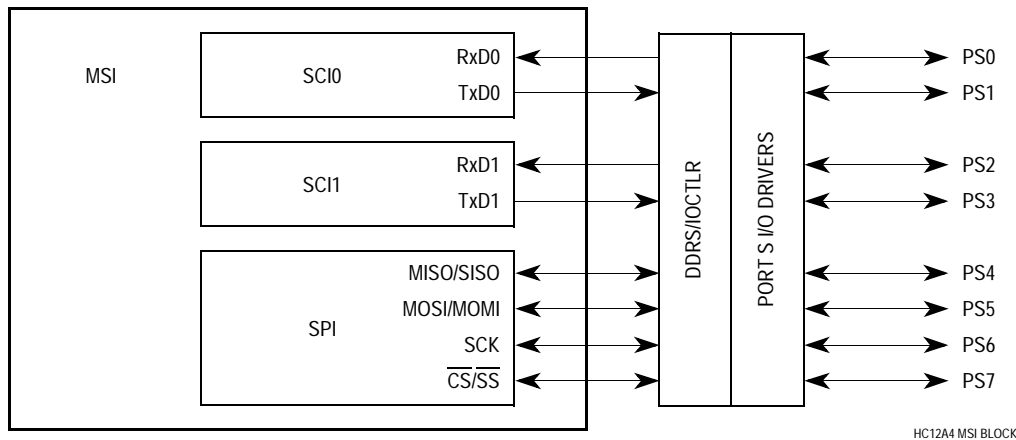 MSI
SCI0
RxD0
TxD0
SCI1
RxD1
TxD1
SPI
MISO/SISO
MOSI/MOMI
SCK
CS/SS
DDRS/IOCTLR
PORT S I/O DRIVERS
PS0
PS1
PS2
PS3
PS4
PS5
PS6
PS7
HC12A4 MSI BLOCK